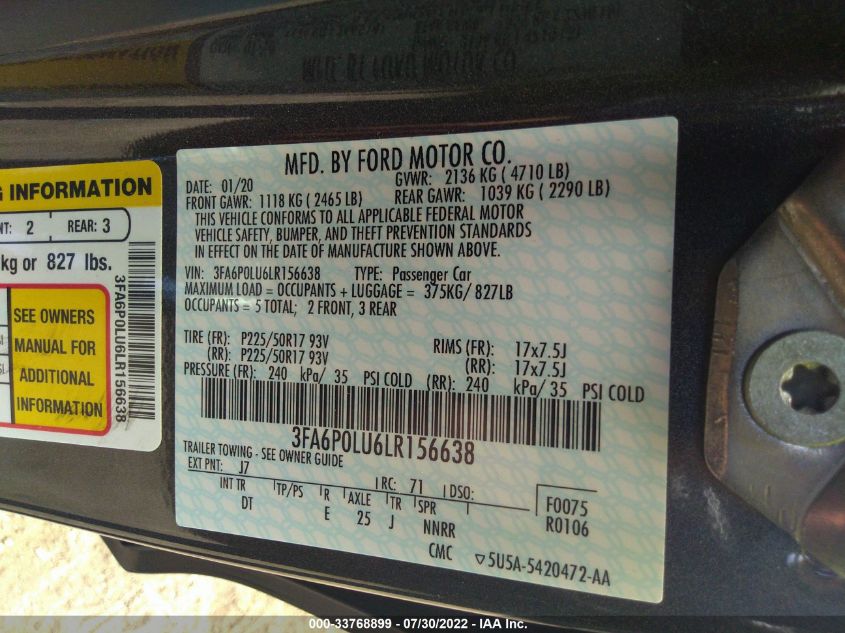 MFD. BY FORD MOTOR CO.
G INFORMATION
NT: 2 REAR: 3
kg or 827 lbs.
SEE OWNERS
MANUAL FOR
ADDITIONAL
INFORMATION
3FA6P0LU6LR156638
MFD. BY FORD MOTOR CO.
DATE: 01/20 GVWR: 2136 KG ( 4710 LB)
FRONT GAWR: 1118 KG ( 2465 LB) REAR GAWR: 1039 KG ( 2290 LB)
THIS VEHICLE CONFORMS TO ALL APPLICABLE FEDERAL MOTOR
VEHICLE SAFETY, BUMPER, AND THEFT PREVENTION STANDARDS
IN EFFECT ON THE DATE OF MANUFACTURE SHOWN ABOVE.
VIN: 3FA6P0LU6LR156638 TYPE: Passenger Car
MAXIMUM LOAD = OCCUPANTS + LUGGAGE = 375KG/ 827LB
OCCUPANTS = 5 TOTAL; 2 FRONT, 3 REAR
TIRE (FR): P225/50R17 93V RIMS (FR): 17x7.5J
(RR): P225/50R17 93V (RR): 17x7.5J
PRESSURE (FR): 240 kPa/ 35 PSI COLD (RR): 240 kPa/ 35 PSI COLD
3FA6P0LU6LR156638
TRAILER TOWING - SEE OWNER GUIDE
EXT PNT: J7 RC: 71 DSO:
INT TR TP/PS R AXLE TR SPR F0075
DT E 25 J NNRR R0106
CMC ▽5U5A-5420472-AA
000-33768899 / 07/30/2022 - IAA Inc.